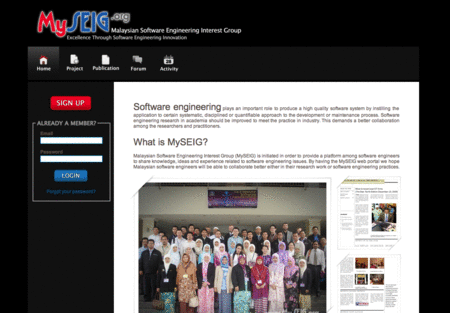 MySEIG.org
Malaysian Software Engineering Interest Group
Excellence Through Software Engineering Innovation
Home
Project
Publication
Forum
Activity
SIGN UP
ALREADY A MEMBER?
Email
Password
LOGIN
Forgot your password?
Software engineering plays an important role to produce a high quality software system by instilling the
application to certain systematic, disciplined or quantifiable approach to the development or maintenance process. Software
engineering research in academia should be improved to meet the practice in industry. This demands a better collaboration
among the researchers and practitioners.
What is MySEIG?
Malaysian Software Engineering Interest Group (MySEIG) is initiated in order to provide a platform among software engineers
to share knowledge, ideas and experience related to software engineering issues. By having the MySEIG web portal we hope
Malaysian software engineers will be able to collaborate better either in their research work or software engineering practices.